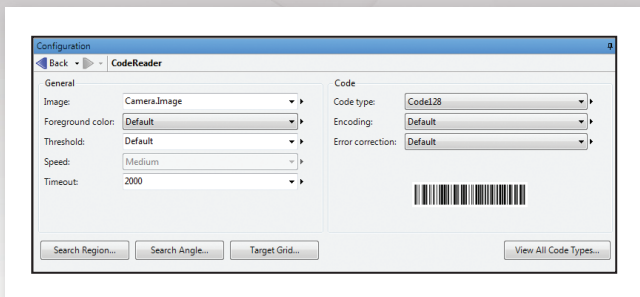 Configuration
Back CodeReader
General
Image: Camera.Image
Foreground color: Default
Threshold: Default
Speed: Medium
Timeout: 2000
Code
Code type: Code128
Encoding: Default
Error correction: Default
Search Region... Search Angle... Target Grid... View All Code Types...